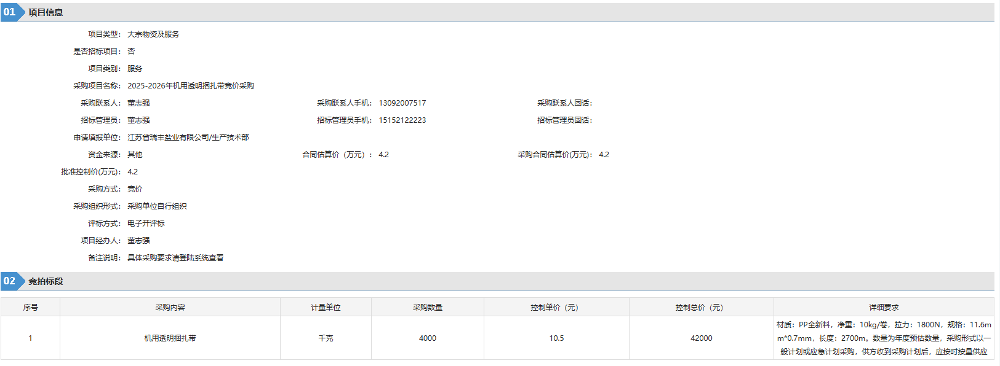 01 项目信息
项目类型： 大宗物资及服务
是否招标项目： 否
项目类别： 服务
采购项目名称： 2025-2026年机用透明捆扎带竞价采购
采购联系人： 董志强 采购联系人手机： 13092007517 采购联系人固话：
招标管理员： 董志强 招标管理员手机： 15152122223 招标管理员固话：
申请填报单位： 江苏省瑞丰盐业有限公司/生产技术部
资金来源： 其他 合同估算价（万元）： 4.2 采购合同估算价(万元)： 4.2
批准控制价(万元)： 4.2
采购方式： 竞价
采购组织形式： 采购单位自行组织
评标方式： 电子开评标
项目经办人： 董志强
备注说明： 具体采购要求请登陆系统查看
02 竞拍标段
序号 采购内容 计量单位 采购数量 控制单价（元） 控制总价（元） 详细要求
1 机用透明捆扎带 千克 4000 10.5 42000 材质：PP全新料，净重：10kg/卷，拉力：1800N，规格：11.6m
m*0.7mm，长度：2700m。数量为年度预估数量，采购形式以一
般计划或应急计划采购，供方收到采购计划后，应按时按量供应